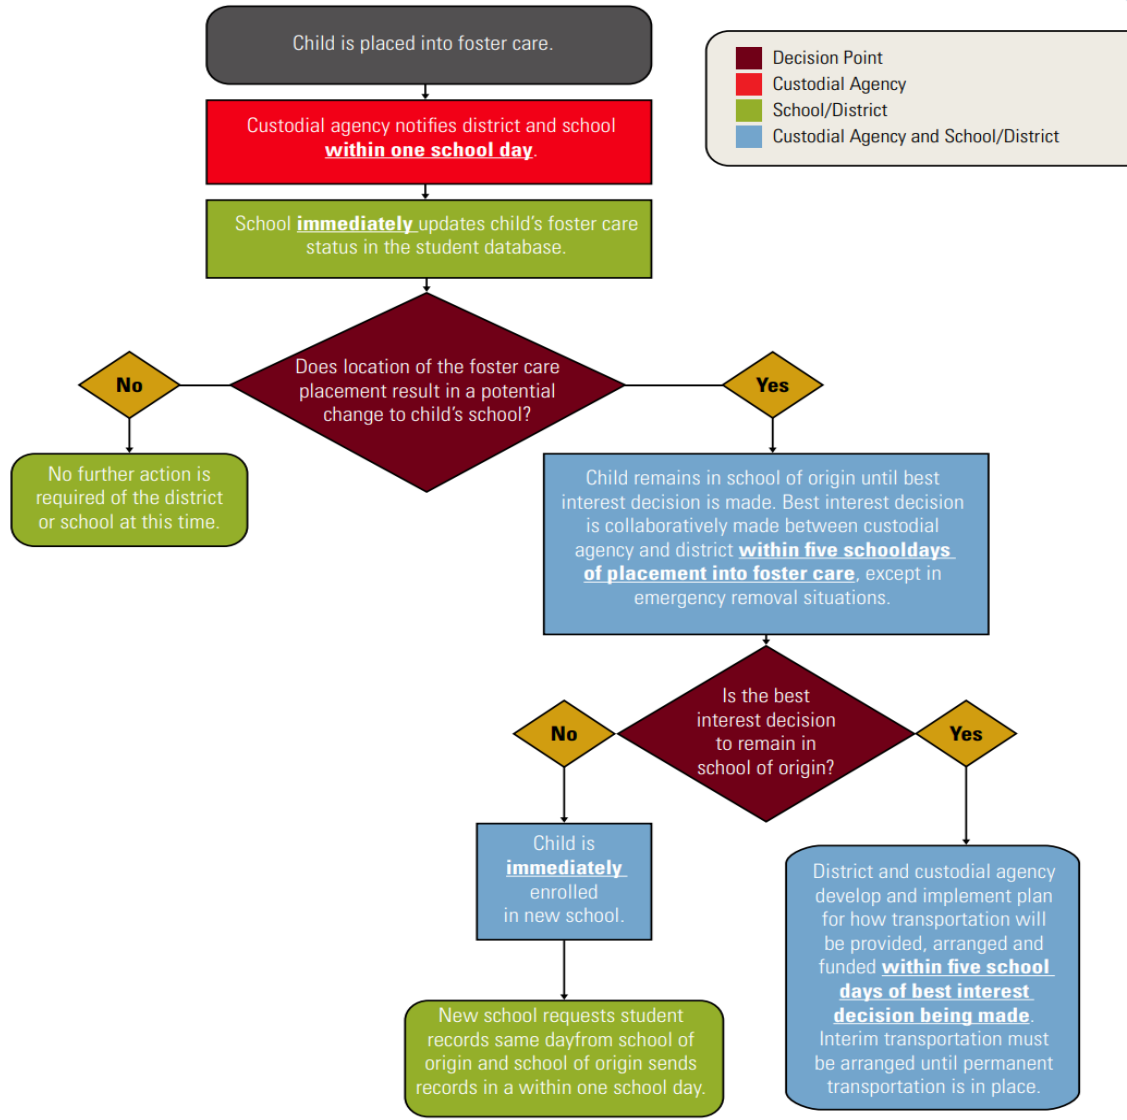 Child is placed into foster care.
Decision Point
Custodial Agency
School/District
Custodial Agency and School/District
Custodial agency notifies district and school
within one school day.
School immediately updates child's foster care
status in the student database.
Does location of the foster care
placement result in a potential
change to child's school?
No
Yes
No further action is
required of the district
or school at this time.
Child remains in school of origin until best
interest decision is made. Best interest decision
is collaboratively made between custodial
agency and district within five schooldays
of placement into foster care, except in
emergency removal situations.
Is the best
interest decision
to remain in
school of origin?
No
Yes
Child is
immediately
enrolled
in new school.
New school requests student
records same dayfrom school of
origin and school of origin sends
records in a within one school day.
District and custodial agency
develop and implement plan
for how transportation will
be provided, arranged and
funded within five school
days of best interest
decision being made.
Interim transportation must
be arranged until permanent
transportation is in place.